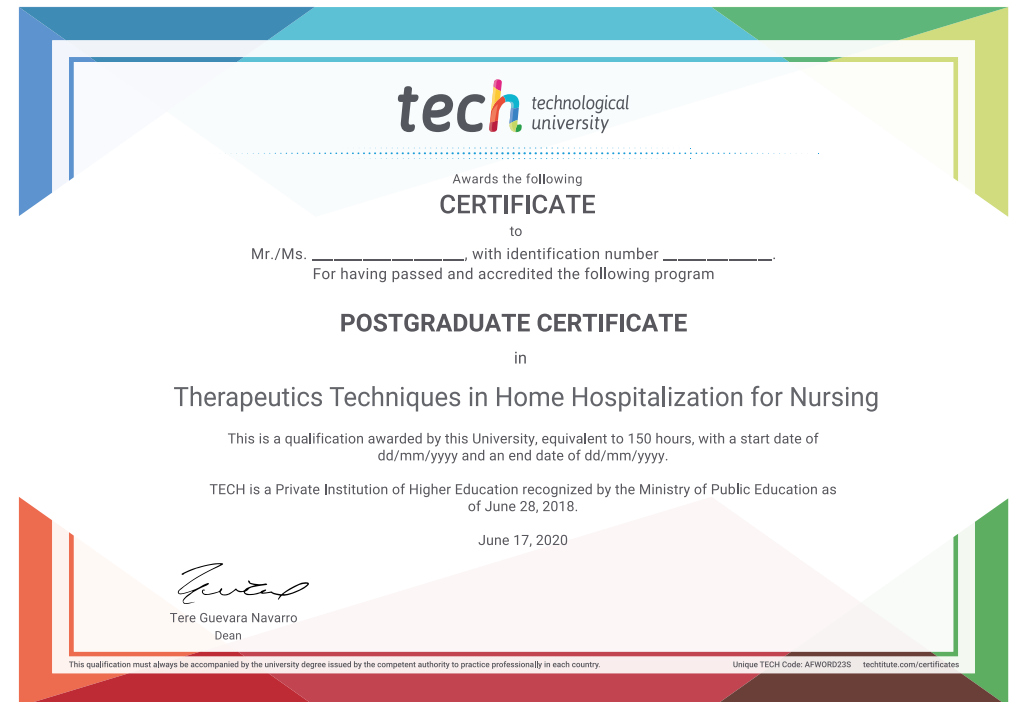 tech technological
university
Awards the following
CERTIFICATE
to
Mr./Ms. __________________, with identification number _____________.
For having passed and accredited the following program
POSTGRADUATE CERTIFICATE
in
Therapeutics Techniques in Home Hospitalization for Nursing
This is a qualification awarded by this University, equivalent to 150 hours, with a start date of
dd/mm/yyyy and an end date of dd/mm/yyyy.
TECH is a Private Institution of Higher Education recognized by the Ministry of Public Education as
of June 28, 2018.
June 17, 2020
Tere Guevara Navarro
Dean
This qualification must always be accompanied by the university degree issued by the competent authority to practice professionally in each country.
Unique TECH Code: AFWORD23S techtitute.com/certificates